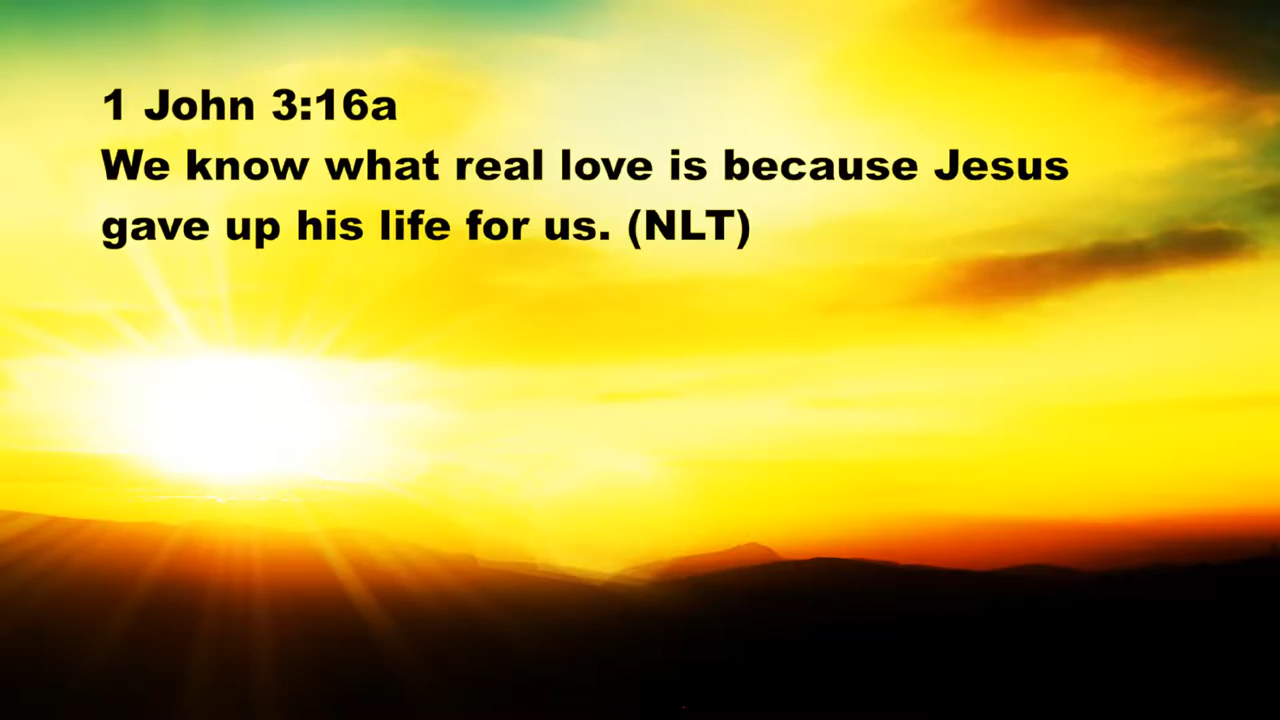 1 John 3:16a
We know what real love is because Jesus
gave up his life for us. (NLT)